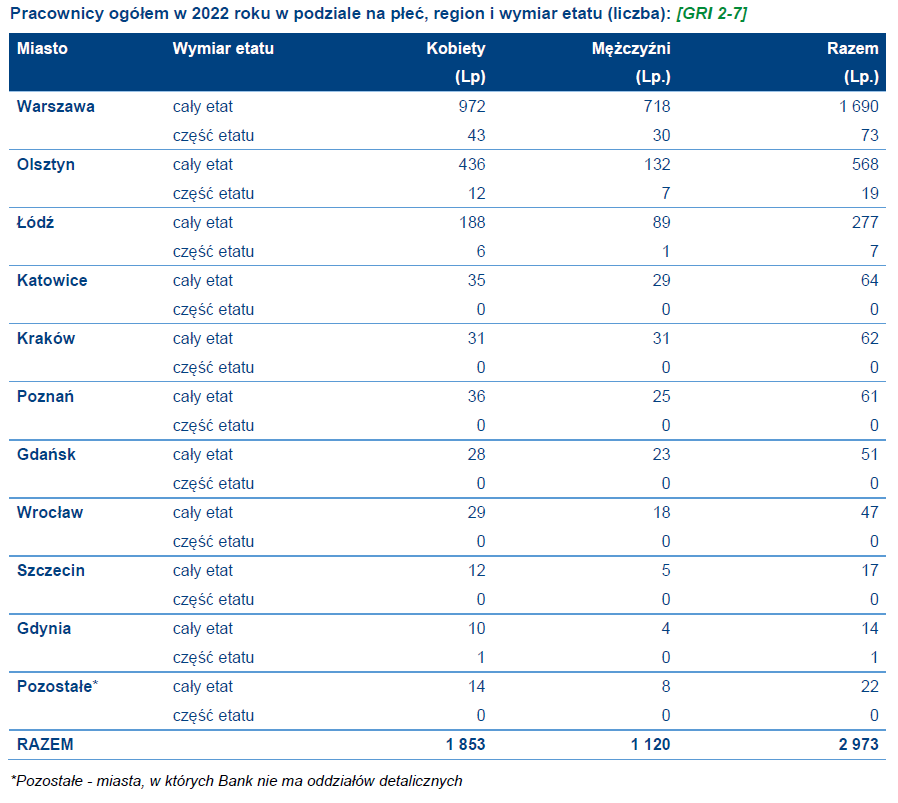 Pracownicy ogółem w 2022 roku w podziale na płeć, region i wymiar etatu (liczba): [GRI 2-7]
Miasto Wymiar etatu Kobiety Mężczyźni Razem
(Lp) (Lp.) (Lp.)
Warszawa cały etat 972 718 1 690
część etatu 43 30 73
Olsztyn cały etat 436 132 568
część etatu 12 7 19
Łódź cały etat 188 89 277
część etatu 6 1 7
Katowice cały etat 35 29 64
część etatu 0 0 0
Kraków cały etat 31 31 62
część etatu 0 0 0
Poznań cały etat 36 25 61
część etatu 0 0 0
Gdańsk cały etat 28 23 51
część etatu 0 0 0
Wrocław cały etat 29 18 47
część etatu 0 0 0
Szczecin cały etat 12 5 17
część etatu 0 0 0
Gdynia cały etat 10 4 14
część etatu 1 0 1
Pozostałe* cały etat 14 8 22
część etatu 0 0 0
RAZEM 1 853 1 120 2 973
*Pozostałe - miasta, w których Bank nie ma oddziałów detalicznych